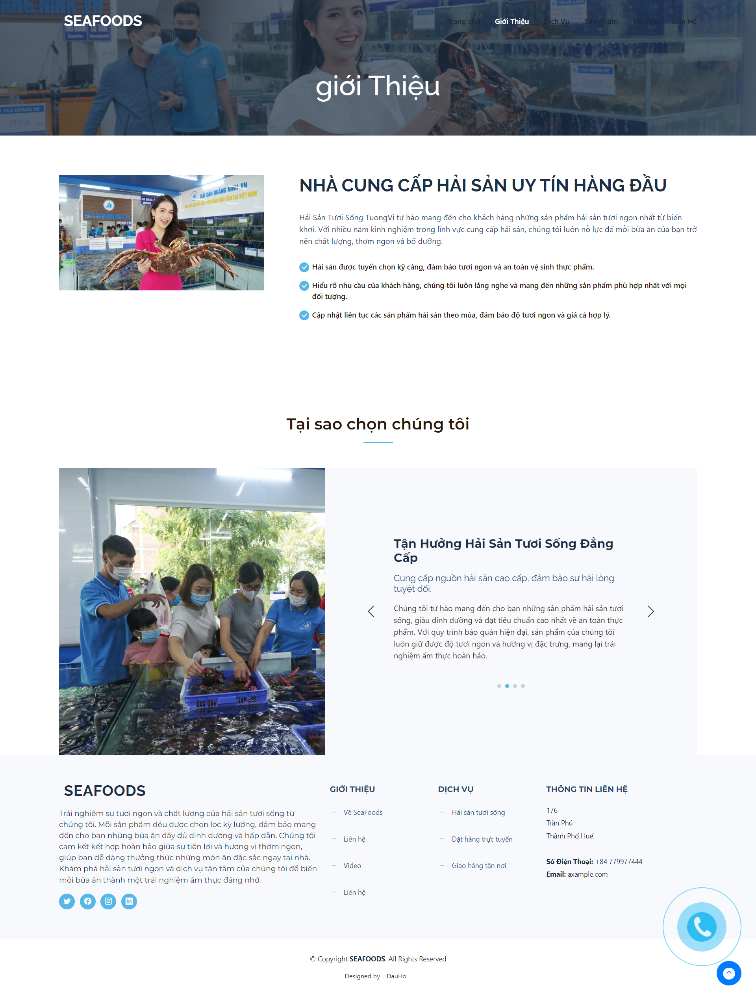 SEAFOODS
Trang chủ
Giới Thiệu
Dịch Vụ
Sản Phẩm
Tin Tức
Liên Hệ
Cashier
Receptionist
CUA HOÀNG ĐẾ
CUA HOÀNG ĐẾ
1950K
giới Thiệu
HẢI SẢN QUẢNG NINH.VN
HẢI SẢN QUẢNG NINH.VN
NHÀ CUNG CẤP HẢI SẢN UY TÍN HÀNG ĐẦU
Hải Sản Tươi Sống TuongVi tự hào mang đến cho khách hàng những sản phẩm hải sản tươi ngon nhất từ biển
khơi. Với nhiều năm kinh nghiệm trong lĩnh vực cung cấp hải sản, chúng tôi luôn nỗ lực để mỗi bữa ăn của bạn trở
nên chất lượng, thơm ngon và bổ dưỡng.
Hải sản được tuyển chọn kỹ càng, đảm bảo tươi ngon và an toàn vệ sinh thực phẩm.
Hiểu rõ nhu cầu của khách hàng, chúng tôi luôn lắng nghe và mang đến những sản phẩm phù hợp nhất với mọi
đối tượng.
Cập nhật liên tục các sản phẩm hải sản theo mùa, đảm bảo độ tươi ngon và giá cả hợp lý.
Tại sao chọn chúng tôi
Tận Hưởng Hải Sản Tươi Sống Đẳng
Cấp
Cung cấp nguồn hải sản cao cấp, đảm bảo sự hài lòng
tuyệt đối.
Chúng tôi tự hào mang đến cho bạn những sản phẩm hải sản tươi
sống, giàu dinh dưỡng và đạt tiêu chuẩn cao nhất về an toàn thực
phẩm. Với quy trình bảo quản hiện đại, sản phẩm của chúng tôi
luôn giữ được độ tươi ngon và hương vị đặc trưng, mang lại trải
nghiệm ẩm thực hoàn hảo.
SEAFOODS
Trải nghiệm sự tươi ngon và chất lượng của hải sản tươi sống từ
chúng tôi. Mỗi sản phẩm đều được chọn lọc kỹ lưỡng, đảm bảo mang
đến cho bạn những bữa ăn đầy đủ dinh dưỡng và hấp dẫn. Chúng tôi
cam kết kết hợp hoàn hảo giữa sự tiện lợi và hương vị thơm ngon,
giúp bạn dễ dàng thưởng thức những món ăn đặc sắc ngay tại nhà.
Khám phá hải sản tươi ngon và dịch vụ tận tâm của chúng tôi để biến
mỗi bữa ăn thành một trải nghiệm ẩm thực đáng nhớ.
GIỚI THIỆU
Về SeaFoods
Liên hệ
Video
Liên hệ
DỊCH VỤ
Hải sản tươi sống
Đặt hàng trực tuyến
Giao hàng tận nơi
THÔNG TIN LIÊN HỆ
176
Trần Phú
Thành Phố Huế
Số Điện Thoại: +84 779977444
Email: axample.com
© Copyright SEAFOODS. All Rights Reserved
Designed by DauHo